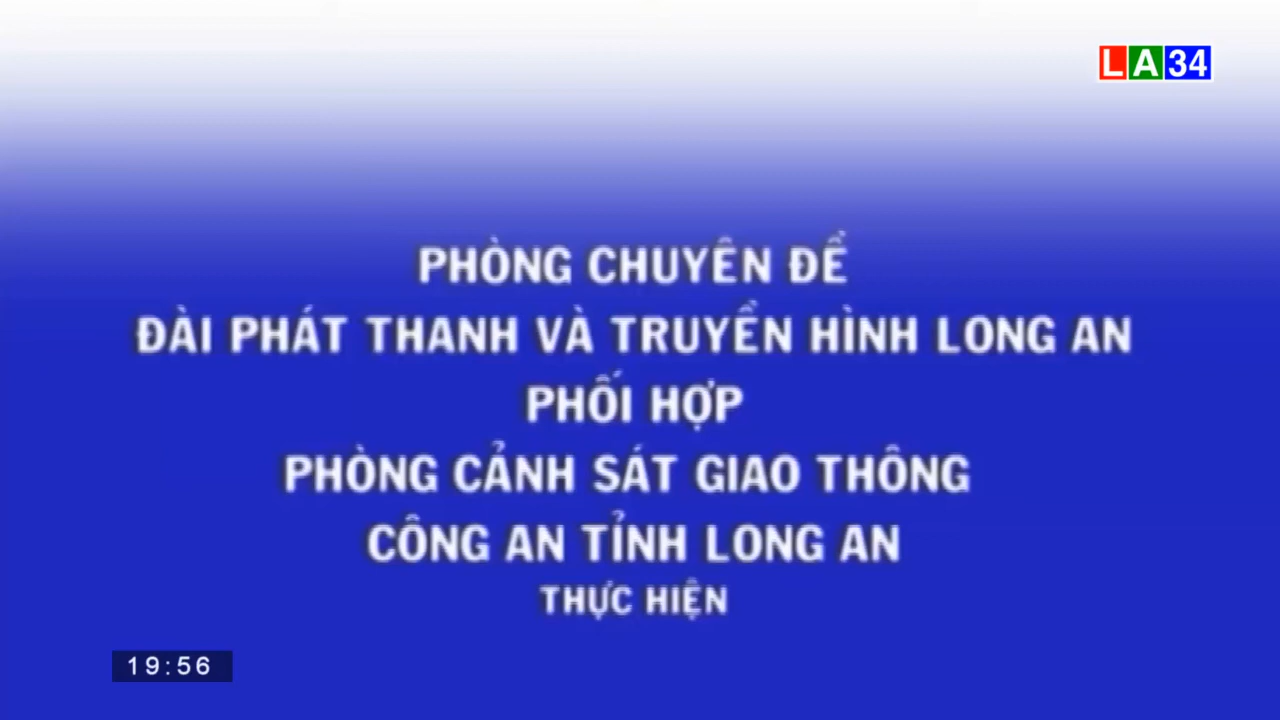 LA34
PHÒNG CHUYÊN ĐỀ
ĐÀI PHÁT THANH VÀ TRUYỀN HÌNH LONG AN
PHỐI HỢP
PHÒNG CẢNH SÁT GIAO THÔNG
CÔNG AN TỈNH LONG AN
THỰC HIỆN
19:56